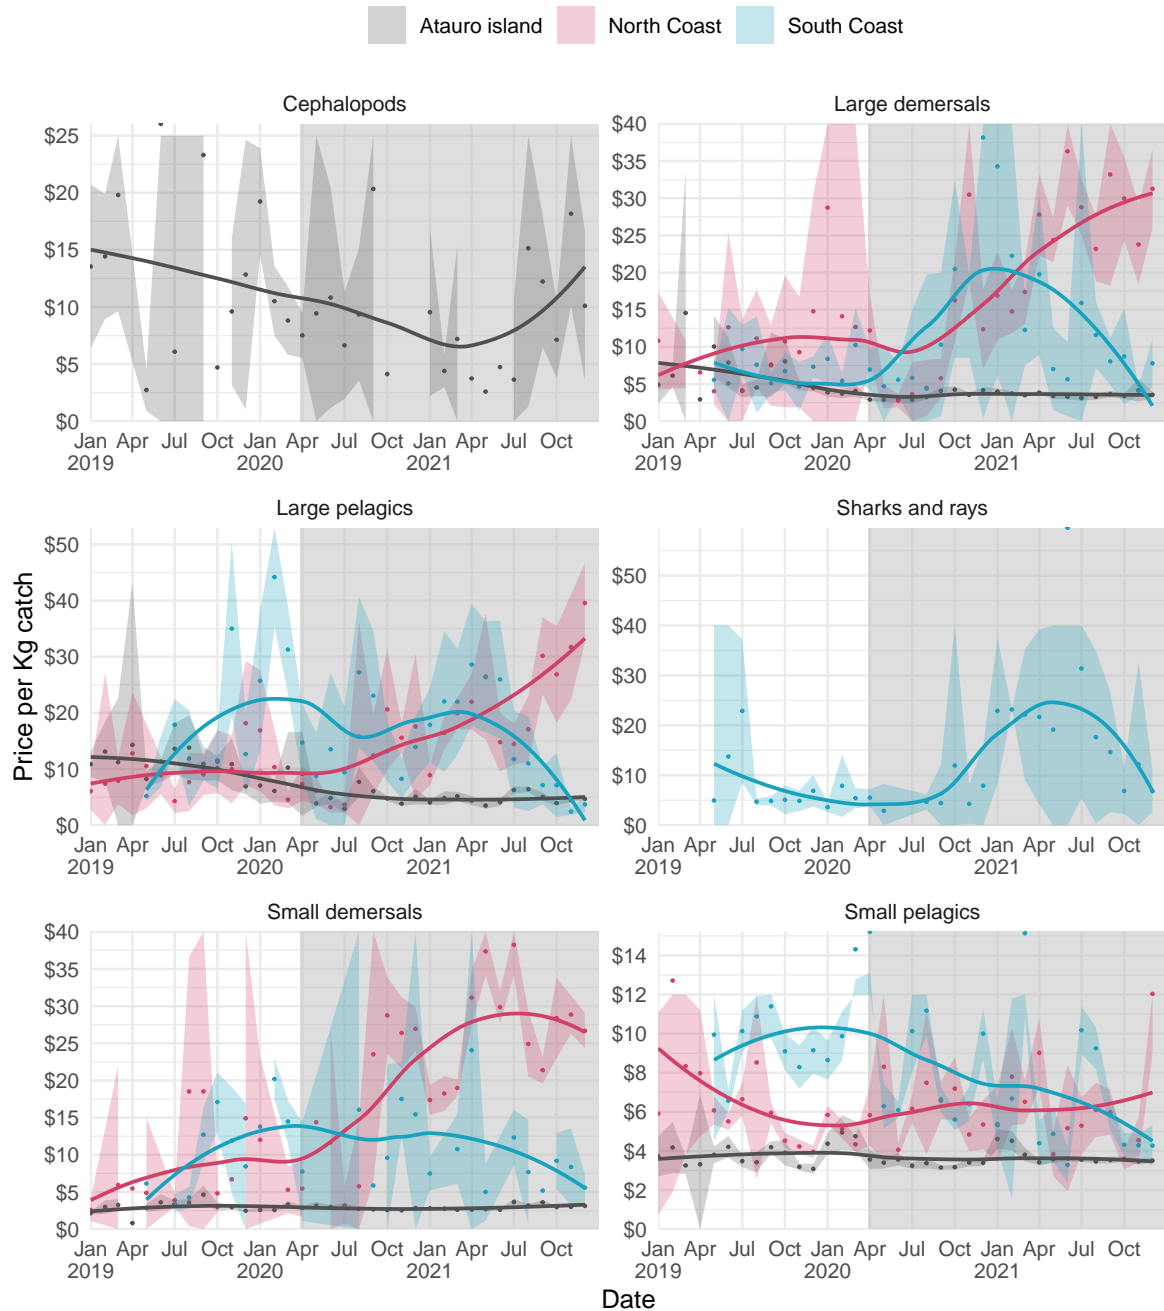 Atauro island North Coast South Coast
Cephalopods
$25
$20
$15
$10
$5
$0
Jan Apr Jul Oct Jan Apr Jul Oct Jan Apr Jul Oct
2019 2020 2021
Large demersals
$40
$35
$30
$25
$20
$15
$10
$5
$0
Jan Apr Jul Oct Jan Apr Jul Oct Jan Apr Jul Oct
2019 2020 2021
Price per Kg catch
Large pelagics
$50
$40
$30
$20
$10
$0
Jan Apr Jul Oct Jan Apr Jul Oct Jan Apr Jul Oct
2019 2020 2021
Sharks and rays
$50
$40
$30
$20
$10
$0
Jan Apr Jul Oct Jan Apr Jul Oct Jan Apr Jul Oct
2019 2020 2021
Small demersals
$40
$35
$30
$25
$20
$15
$10
$5
$0
Jan Apr Jul Oct Jan Apr Jul Oct Jan Apr Jul Oct
2019 2020 2021
Small pelagics
$14
$12
$10
$8
$6
$4
$2
$0
Jan Apr Jul Oct Jan Apr Jul Oct Jan Apr Jul Oct
2019 2020 2021
Date